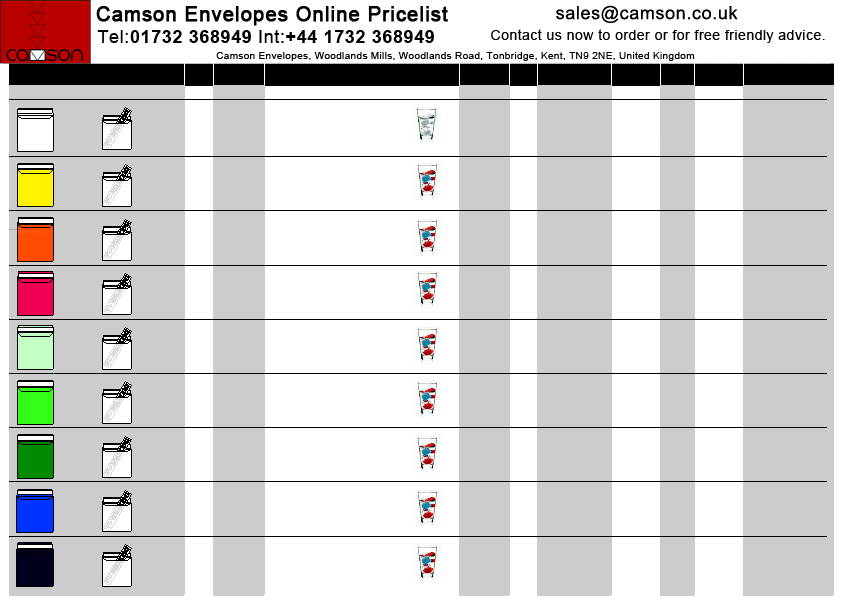 Camson Envelopes Online Pricelist
Tel:01732 368949 Int:+44 1732 368949
sales@camson.co.uk
Contact us now to order or for free friendly advice.
Camson Envelopes, Woodlands Mills, Woodlands Road, Tonbridge, Kent, TN9 2NE, United Kingdom
camson